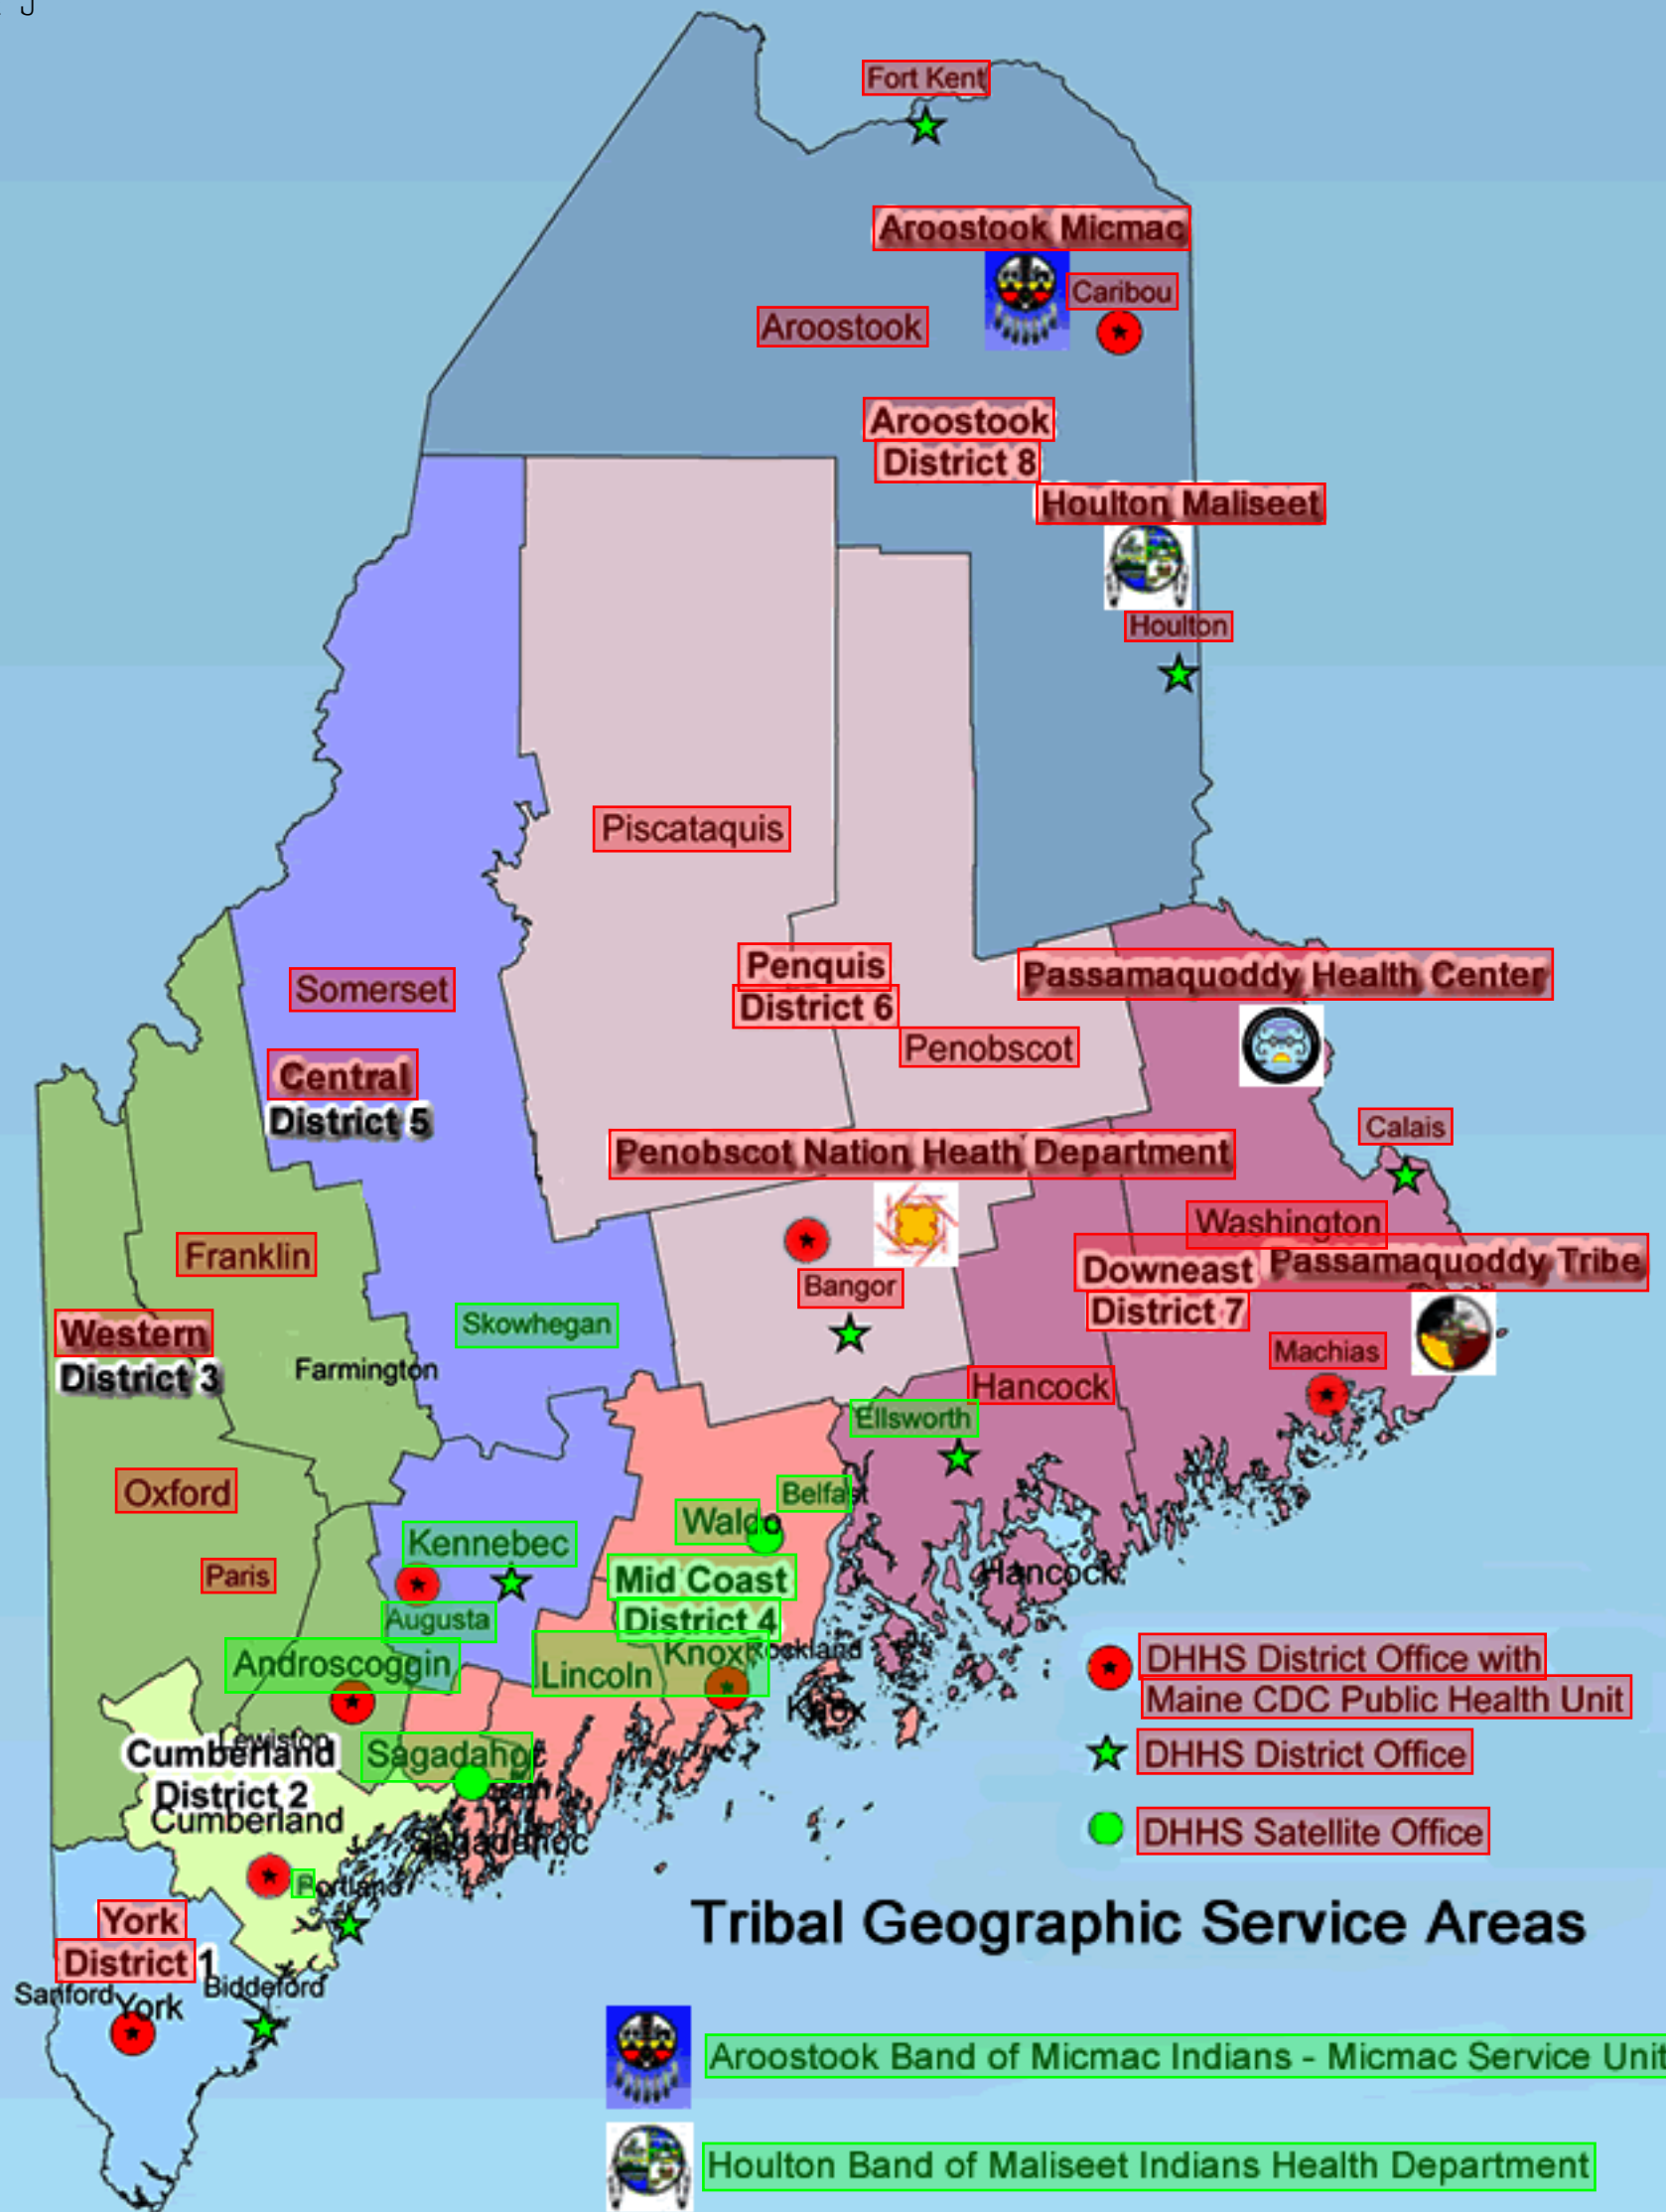 Fort Kent
Aroostook Micmac
Caribou
Aroostook
Aroostook
District 8
Houlton Maliseet
Houlton
Piscataquis
Penquis
District 6
Passamaquoddy Health Center
Somerset
Penobscot
Central
District 5
Calais
Penobscot Nation Heath Department
Washington
Franklin
Passamaquoddy Tribe
Downeast
District 7
Bangor
Skowhegan
Western
District 3
Farmington
Machias
Hancock
Ellsworth
Oxford
Belfast
Waldo
Kennebec
Paris
Hancock
Mid Coast
District 4
Augusta
Knox
Rockland
Androscoggin
Lincoln
DHHS District Office with
Maine CDC Public Health Unit
Knox
Lewiston
Cumberland
District 2
Sagadahoc
DHHS District Office
Bath
Cumberland
Sagadahoc
DHHS Satellite Office
Portland
York
District 1
Tribal Geographic Service Areas
Biddeford
Sanford
York
Aroostook Band of Micmac Indians - Micmac Service Unit
Houlton Band of Maliseet Indians Health Department